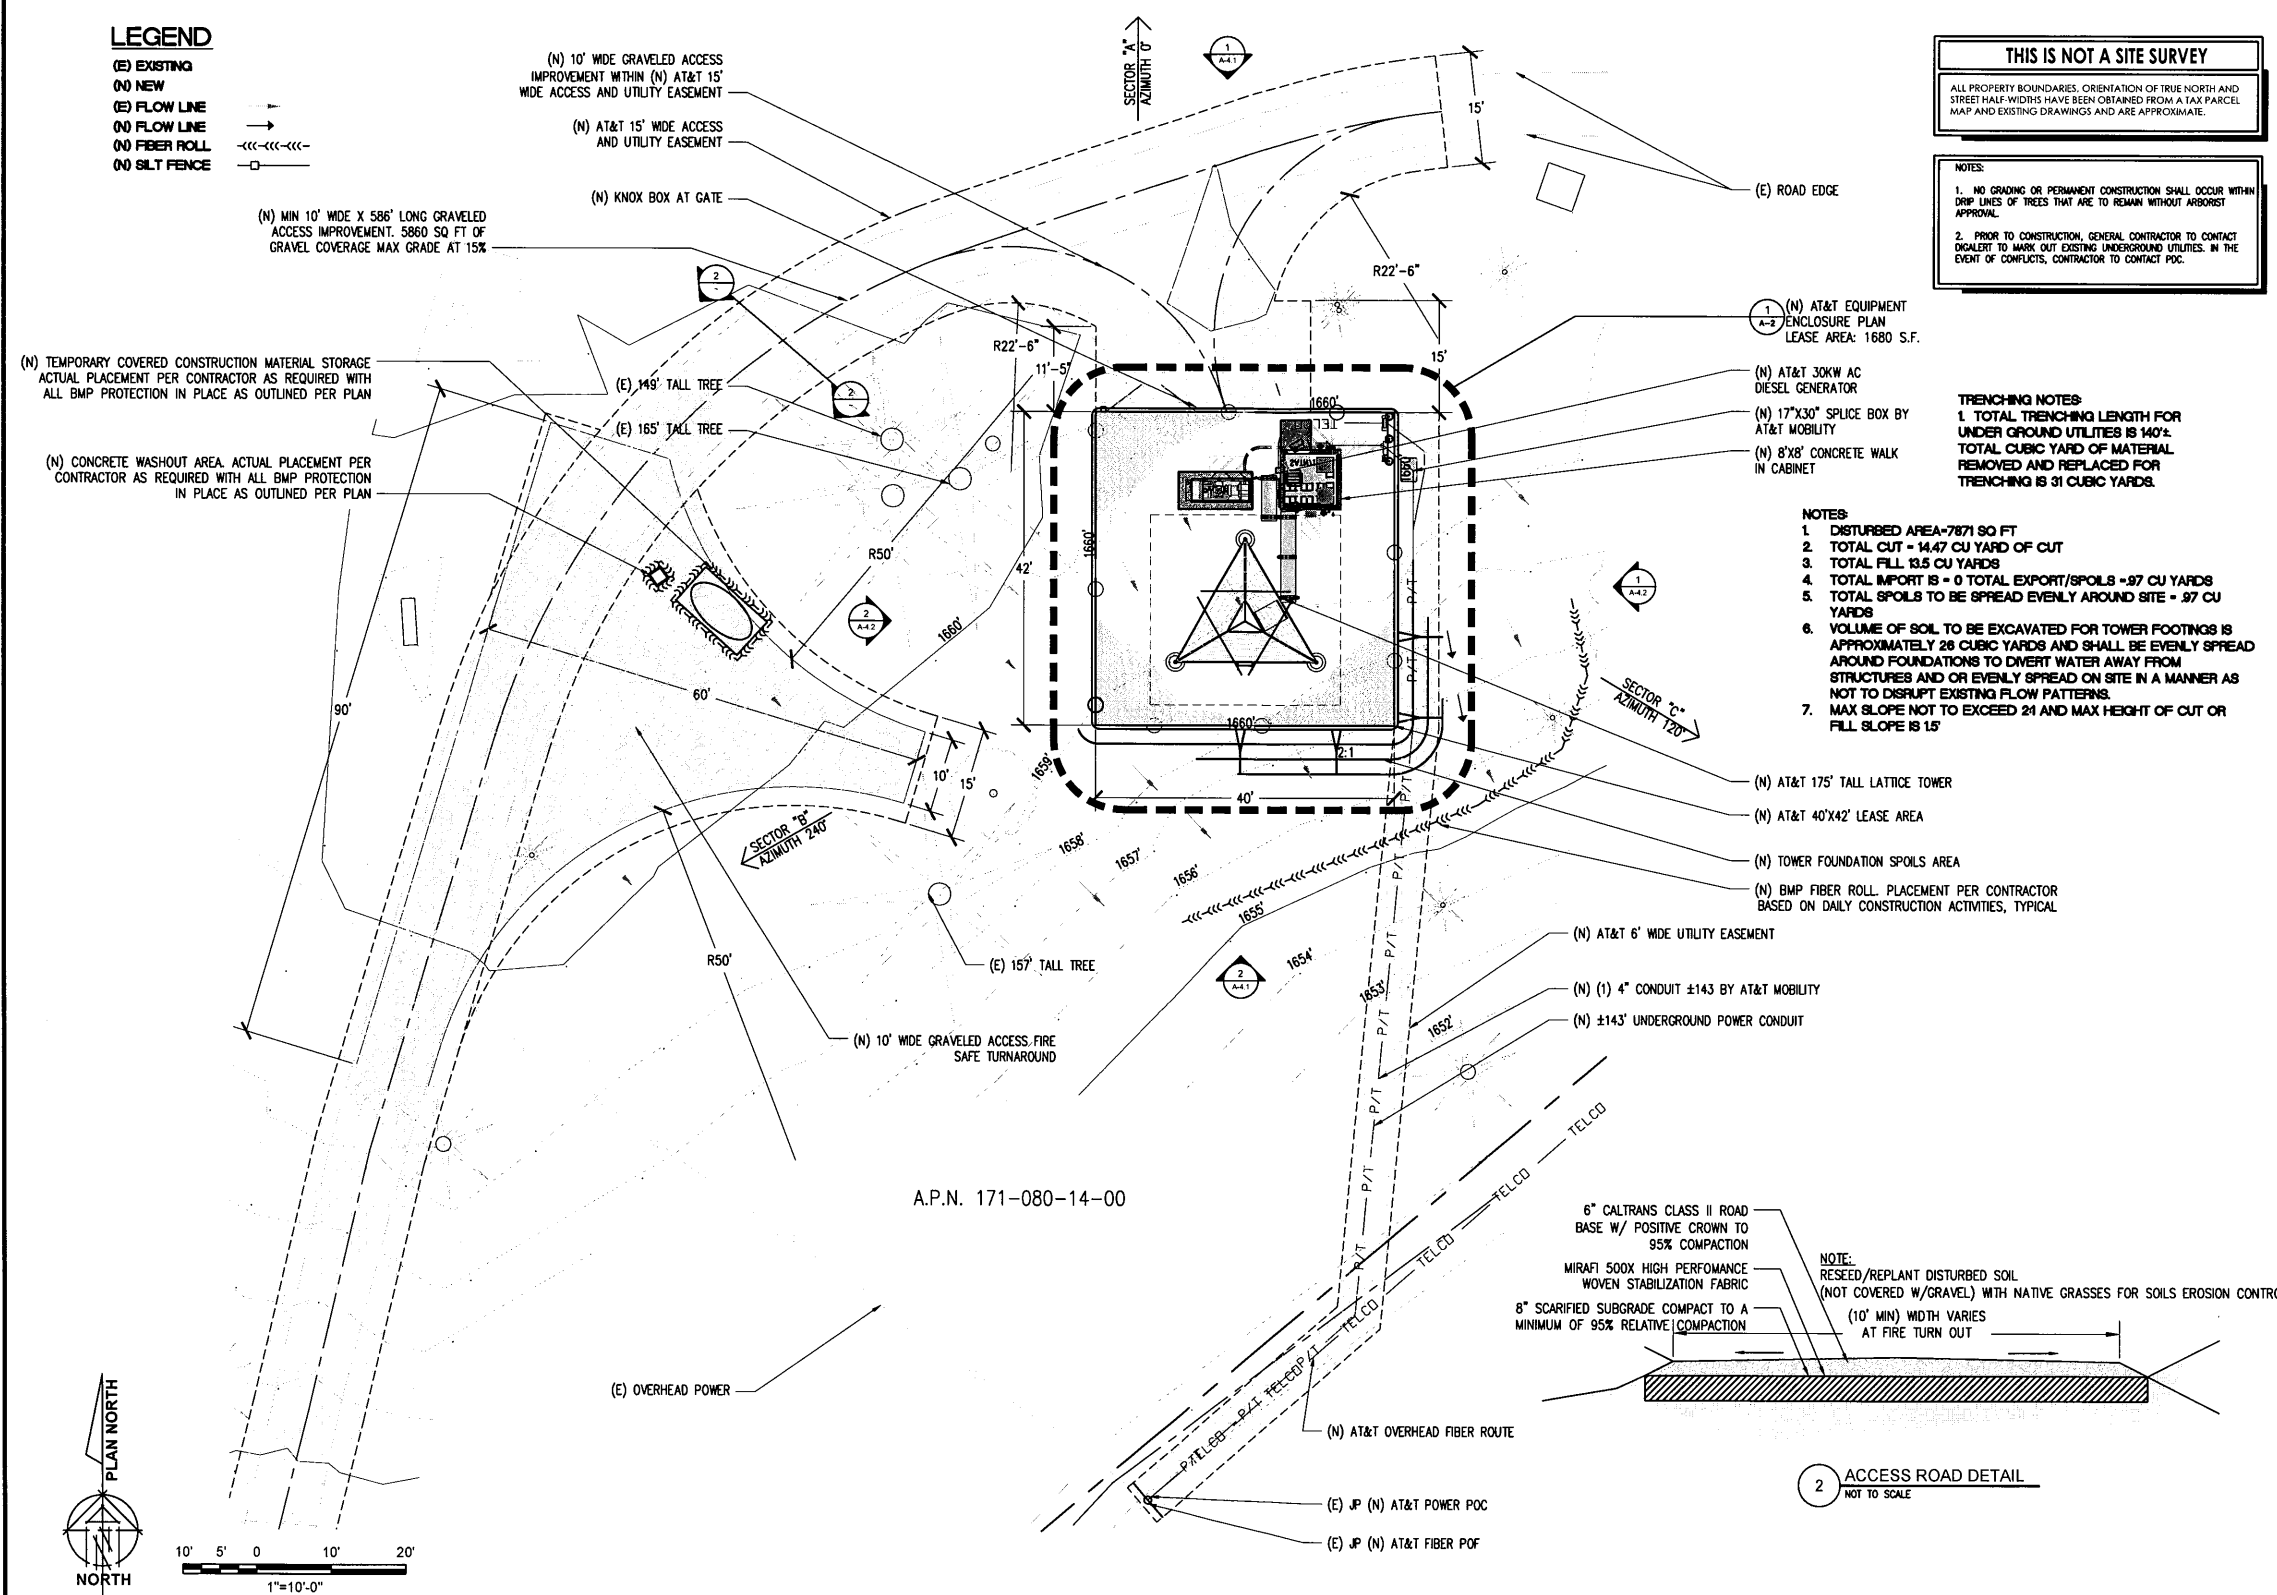 LEGEND
(E) EXISTING
(N) NEW
(E) FLOW LINE
(N) FLOW LINE
(N) FIBER ROLL
(N) SILT FENCE
(N) 10' WIDE GRAVELED ACCESS
IMPROVEMENT WITHIN (N) AT&T 15'
WIDE ACCESS AND UTILITY EASEMENT
(N) AT&T 15' WIDE ACCESS
AND UTILITY EASEMENT
(N) KNOX BOX AT GATE
(N) MIN 10' WIDE X 586' LONG GRAVELED
ACCESS IMPROVEMENT. 5860 SQ FT OF
GRAVEL COVERAGE MAX GRADE AT 15%
(N) TEMPORARY COVERED CONSTRUCTION MATERIAL STORAGE
ACTUAL PLACEMENT PER CONTRACTOR AS REQUIRED WITH
ALL BMP PROTECTION IN PLACE AS OUTLINED PER PLAN
(E) 149' TALL TREE
(E) 165' TALL TREE
(N) CONCRETE WASHOUT AREA. ACTUAL PLACEMENT PER
CONTRACTOR AS REQUIRED WITH ALL BMP PROTECTION
IN PLACE AS OUTLINED PER PLAN
SECTOR "A"
AZIMUTH 0°
1
A-4.1
15'
THIS IS NOT A SITE SURVEY
ALL PROPERTY BOUNDARIES, ORIENTATION OF TRUE NORTH AND
STREET HALF-WIDTHS HAVE BEEN OBTAINED FROM A TAX PARCEL
MAP AND EXISTING DRAWINGS AND ARE APPROXIMATE.
NOTES:
1. NO GRADING OR PERMANENT CONSTRUCTION SHALL OCCUR WITHIN
DRIP LINES OF TREES THAT ARE TO REMAIN WITHOUT ARBORIST
APPROVAL.
2. PRIOR TO CONSTRUCTION, GENERAL CONTRACTOR TO CONTACT
DIGALERT TO MARK OUT EXISTING UNDERGROUND UTILITIES. IN THE
EVENT OF CONFLICTS, CONTRACTOR TO CONTACT PDC.
(E) ROAD EDGE
R22'-6"
1
A-2
(N) AT&T EQUIPMENT
ENCLOSURE PLAN
LEASE AREA: 1680 S.F.
(N) AT&T 30KW AC
DIESEL GENERATOR
(N) 17"X30" SPLICE BOX BY
AT&T MOBILITY
(N) 8'X8' CONCRETE WALK
IN CABINET
TRENCHING NOTES:
1. TOTAL TRENCHING LENGTH FOR
UNDER GROUND UTILITIES IS 140'±
TOTAL CUBIC YARD OF MATERIAL
REMOVED AND REPLACED FOR
TRENCHING IS 31 CUBIC YARDS.
NOTES:
1. DISTURBED AREA=7871 SQ FT
2. TOTAL CUT = 14.47 CU YARD OF CUT
3. TOTAL FILL 13.5 CU YARDS
4. TOTAL IMPORT IS = 0 TOTAL EXPORT/SPOILS =.97 CU YARDS
5. TOTAL SPOILS TO BE SPREAD EVENLY AROUND SITE = .97 CU
YARDS
6. VOLUME OF SOIL TO BE EXCAVATED FOR TOWER FOOTINGS IS
APPROXIMATELY 26 CUBIC YARDS AND SHALL BE EVENLY SPREAD
AROUND FOUNDATIONS TO DIVERT WATER AWAY FROM
STRUCTURES AND OR EVENLY SPREAD ON SITE IN A MANNER AS
NOT TO DISRUPT EXISTING FLOW PATTERNS.
7. MAX SLOPE NOT TO EXCEED 2:1 AND MAX HEIGHT OF CUT OR
FILL SLOPE IS 1.5'
2
R22'-6"
11'-5"
15'
2
1660'
TEL
1660'
1660
42'
R50'
2
A-4.2
1660'
1
A-4.2
P/T
P/T
90'
60'
1660'
2:1
10'
15'
1659'
40'
P/T
SECTOR "C"
AZIMUTH 120°
SECTOR "B"
AZIMUTH 240°
1658'
1657'
1656'
1655'
1654'
1653'
1652'
(N) AT&T 175' TALL LATTICE TOWER
(N) AT&T 40'X42' LEASE AREA
(N) TOWER FOUNDATION SPOILS AREA
(N) BMP FIBER ROLL. PLACEMENT PER CONTRACTOR
BASED ON DAILY CONSTRUCTION ACTIVITIES, TYPICAL
(N) AT&T 6' WIDE UTILITY EASEMENT
(N) (1) 4" CONDUIT ±143 BY AT&T MOBILITY
(N) ±143' UNDERGROUND POWER CONDUIT
R50'
(E) 157' TALL TREE
2
A-4.1
(N) 10' WIDE GRAVELED ACCESS FIRE
SAFE TURNAROUND
P/T
P/T
P/T
P/T
P/T
P/T
P/T
TELCO
TELCO
TELCO
TELCO
TELCO
P/T
P/T
TELCO
P/T
A.P.N. 171-080-14-00
(E) OVERHEAD POWER
(N) AT&T OVERHEAD FIBER ROUTE
(E) JP (N) AT&T POWER POC
(E) JP (N) AT&T FIBER POF
6" CALTRANS CLASS II ROAD
BASE W/ POSITIVE CROWN TO
95% COMPACTION
MIRAFI 500X HIGH PERFOMANCE
WOVEN STABILIZATION FABRIC
8" SCARIFIED SUBGRADE COMPACT TO A
MINIMUM OF 95% RELATIVE COMPACTION
NOTE:
RESEED/REPLANT DISTURBED SOIL
(NOT COVERED W/GRAVEL) WITH NATIVE GRASSES FOR SOILS EROSION CONTRO
(10' MIN) WIDTH VARIES
AT FIRE TURN OUT
2
ACCESS ROAD DETAIL
NOT TO SCALE
PLAN NORTH
NORTH
10' 5' 0 10' 20'
1"=10'-0"